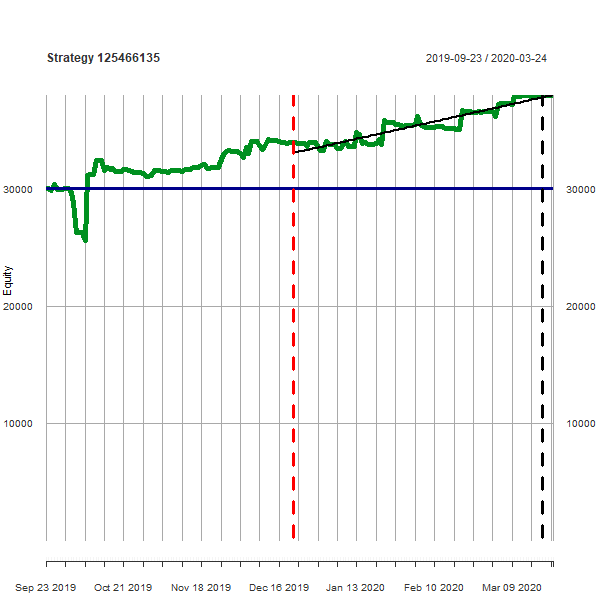 Strategy 125466135
2019-09-23 / 2020-03-24
Equity
30000
30000
20000
20000
10000
10000
Sep 23 2019
Oct 21 2019
Nov 18 2019
Dec 16 2019
Jan 13 2020
Feb 10 2020
Mar 09 2020